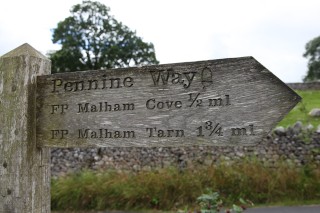 Pennine Way
FP Malham Cove ½ ml
FP Malham Tarn 1¾ ml